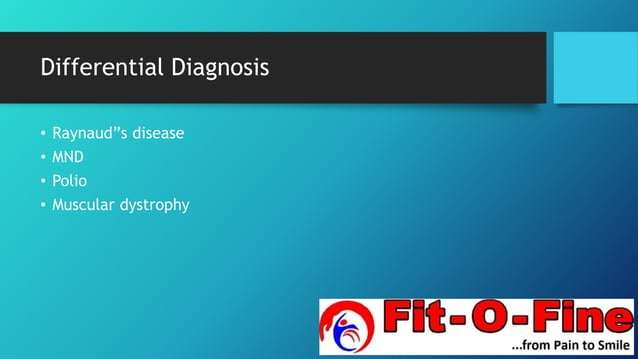 Differential Diagnosis
• Raynaud"s disease
• MND
• Polio
• Muscular dystrophy
Fit-O-Fine
...from Pain to Smile